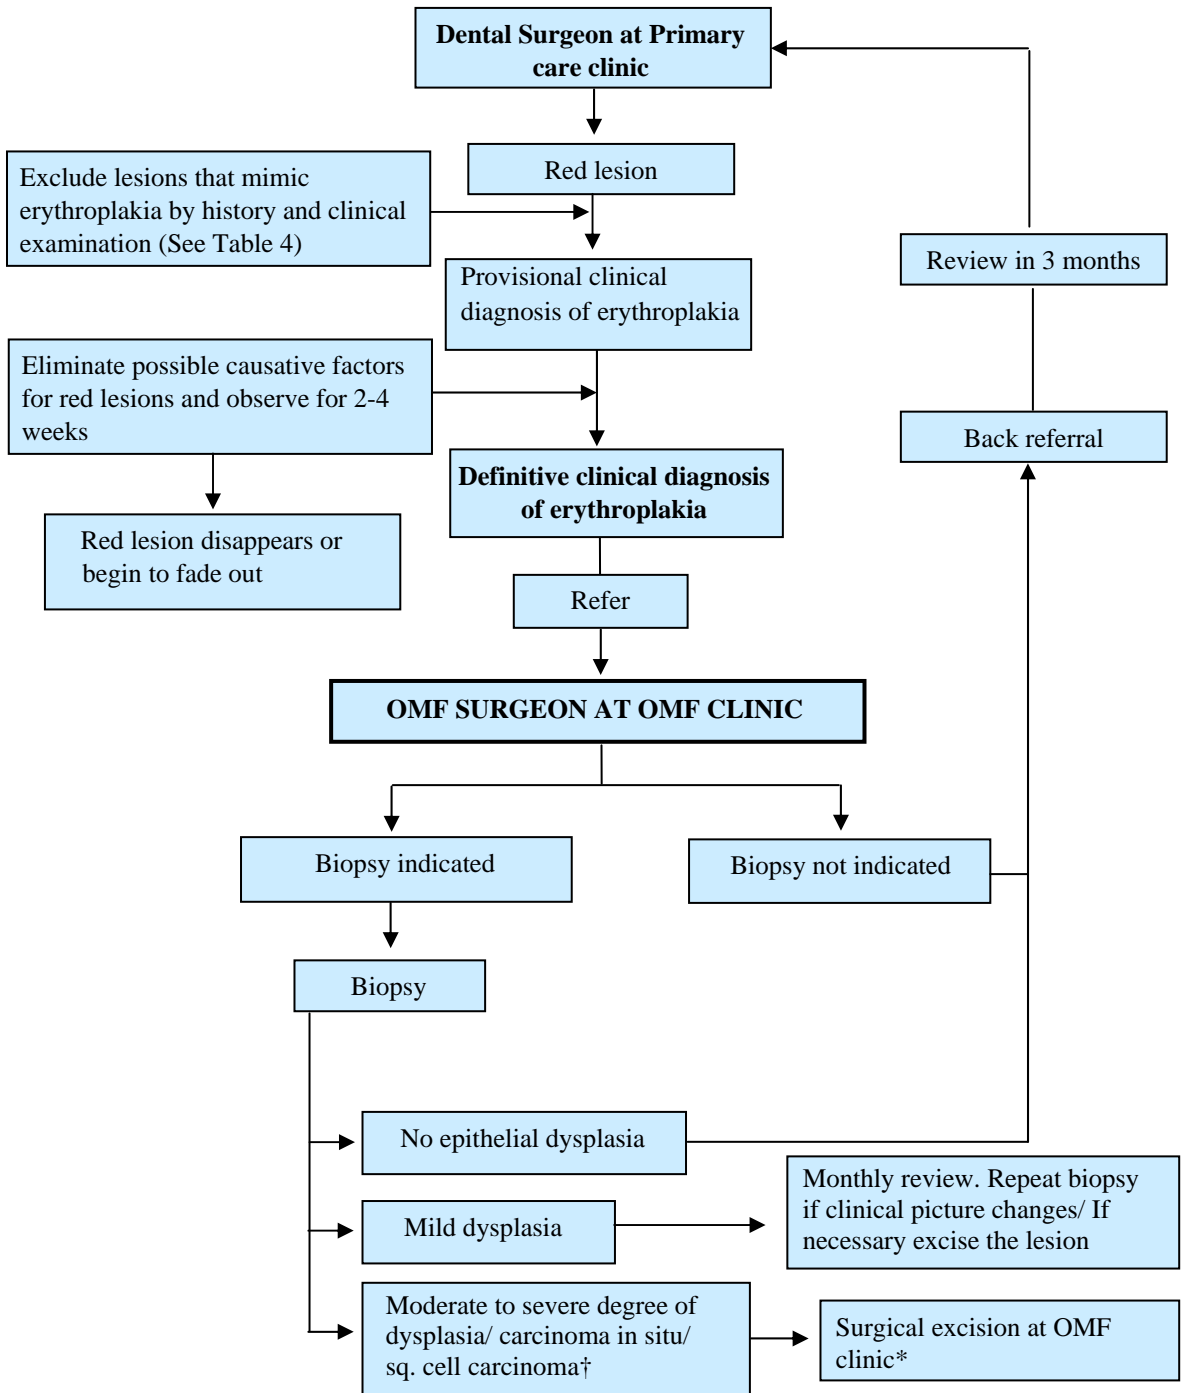 Dental Surgeon at Primary
care clinic
Red lesion
Exclude lesions that mimic
erythroplakia by history and clinical
examination (See Table 4)
Review in 3 months
Provisional clinical
diagnosis of erythroplakia
Eliminate possible causative factors
for red lesions and observe for 2-4
weeks
Back referral
Definitive clinical diagnosis
of erythroplakia
Red lesion disappears or
begin to fade out
Refer
OMF SURGEON AT OMF CLINIC
Biopsy indicated
Biopsy not indicated
Biopsy
No epithelial dysplasia
Monthly review. Repeat biopsy
if clinical picture changes/ If
necessary excise the lesion
Mild dysplasia
Moderate to severe degree of
dysplasia/ carcinoma in situ/
sq. cell carcinoma†
Surgical excision at OMF
clinic*